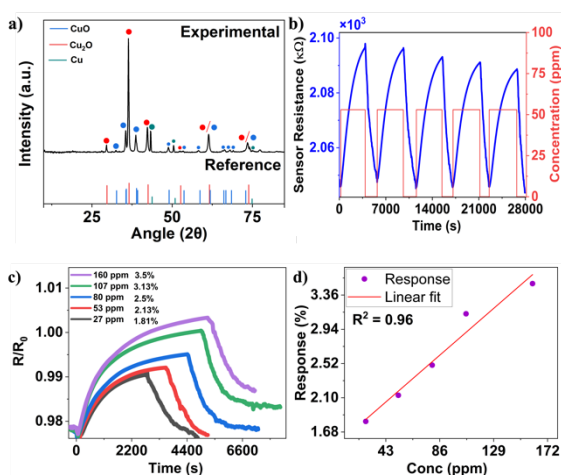 a)
CuO
Cu₂O
Cu
Experimental
Reference
Intensity (a.u.)
25
50
75
Angle (2θ)
b)
×10³
2.100
2.080
2.060
Sensor Resistance (κΩ)
100
75
50
25
0
Concentration (ppm)
0
7000
14000
21000
28000
Time (s)
c)
160 ppm 3.5%
107 ppm 3.13%
80 ppm 2.5%
53 ppm 2.13%
27 ppm 1.81%
1.01
1.00
0.99
0.98
R/R₀
0
2200
4400
6600
Time (s)
d)
Response
Linear fit
R² = 0.96
3.36
2.94
2.52
2.10
1.68
Response (%)
43
86
129
172
Conc (ppm)